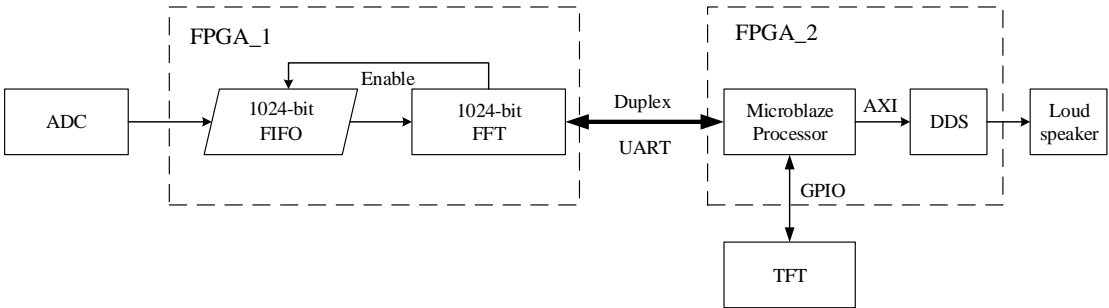 FPGA_1
FPGA_2
Enable
ADC
1024-bit
FIFO
1024-bit
FFT
Duplex
UART
Microblaze
Processor
AXI
DDS
Loud
speaker
GPIO
TFT